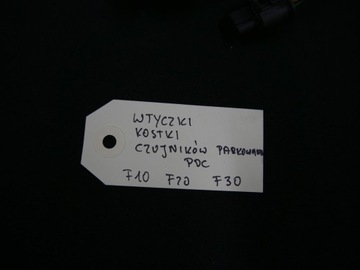 WTYCZKI
KOSTKI
CZUJNIKÓW PARKOWANIA
PDC
F10 F20 F30